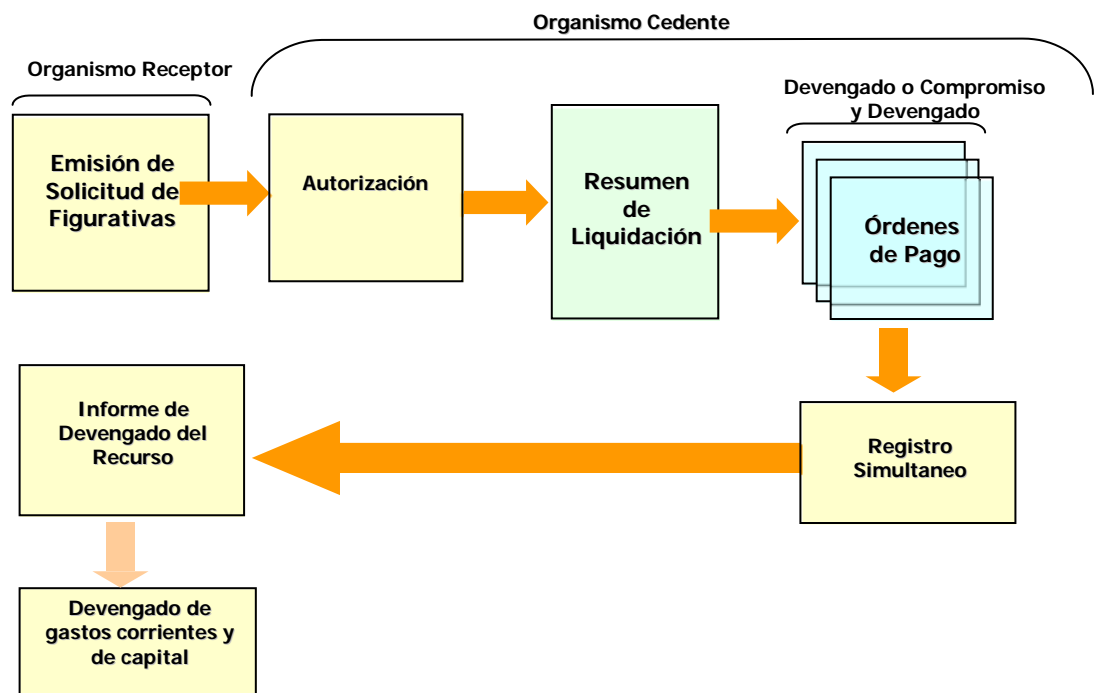 Organismo Cedente
Organismo Receptor
Devengado o Compromiso
y Devengado
Emisión de
Solicitud de
Figurativas
Autorización
Resumen
de
Liquidación
Órdenes
de Pago
Informe de
Devengado del
Recurso
Registro
Simultaneo
Devengado de
gastos corrientes y
de capital